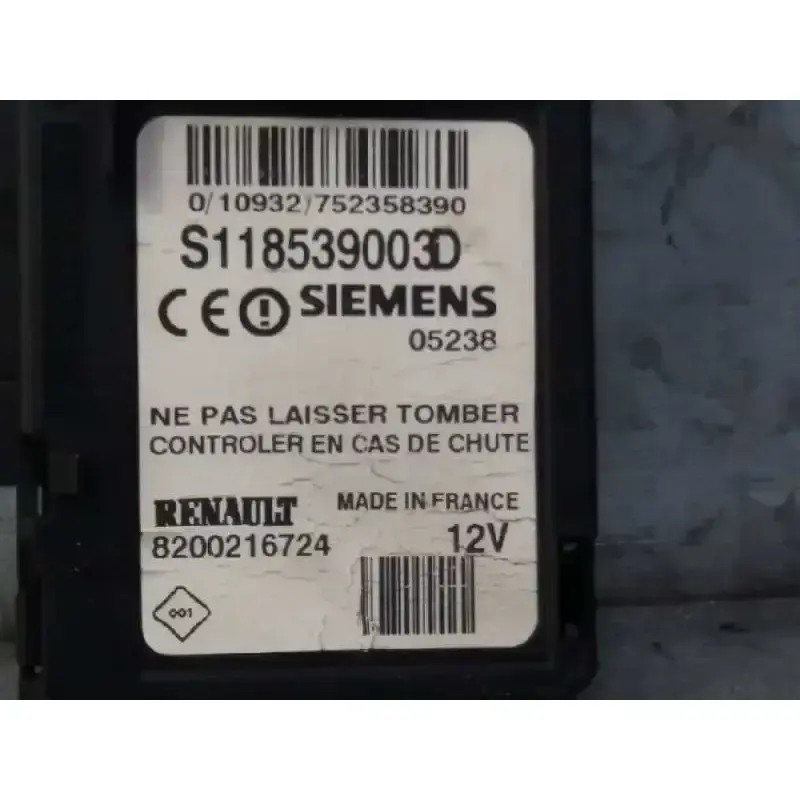 0/10932/752358390
S118539003D
CE SIEMENS
05238
NE PAS LAISSER TOMBER
CONTROLER EN CAS DE CHUTE
RENAULT MADE IN FRANCE
8200216724 12V
001